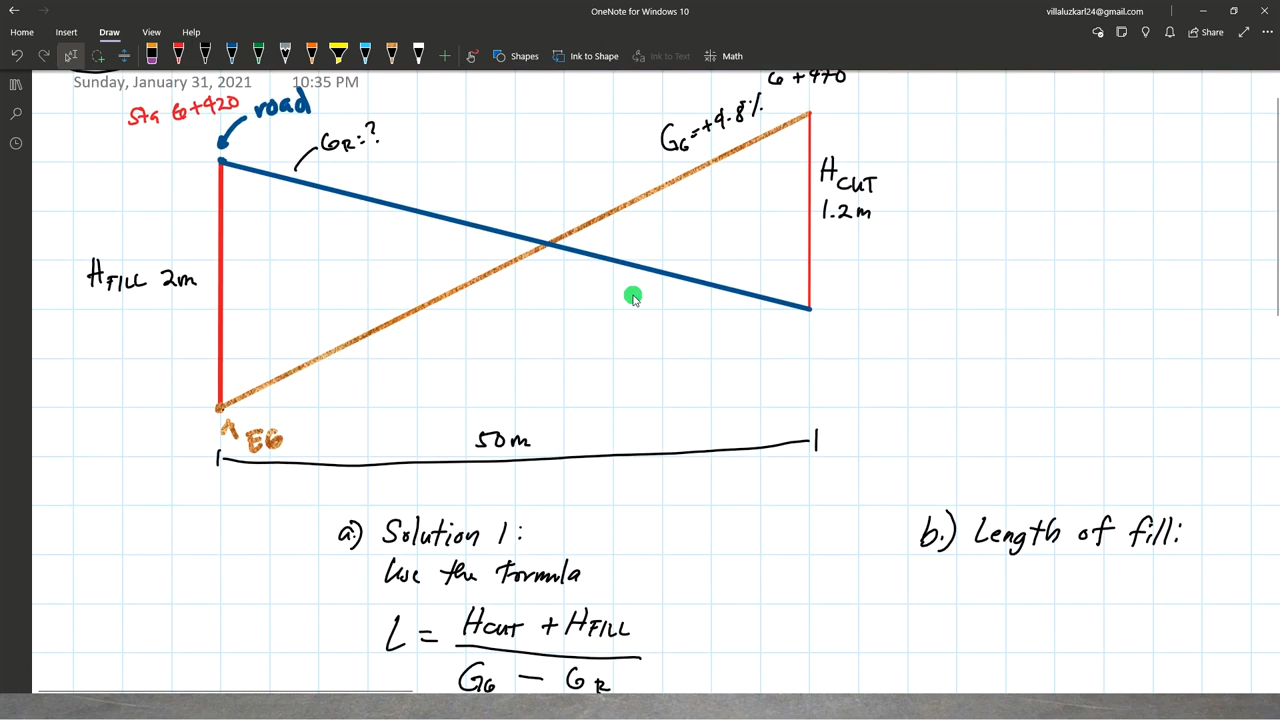 OneNote for Windows 10
villaluzkarl24@gmail.com
Home Insert Draw View Help
Share
Shapes Ink to Shape Ink to Text Math
Sunday, January 31, 2021 10:35 PM
Sta 6+420
road
6+470
GR=?
GG=+4.8%
HCUT
1.2m
HFILL 2m
EG
50m
a.) Solution 1:
Use the formula
L = HCUT + HFILL
GG - GR
b.) Length of fill: